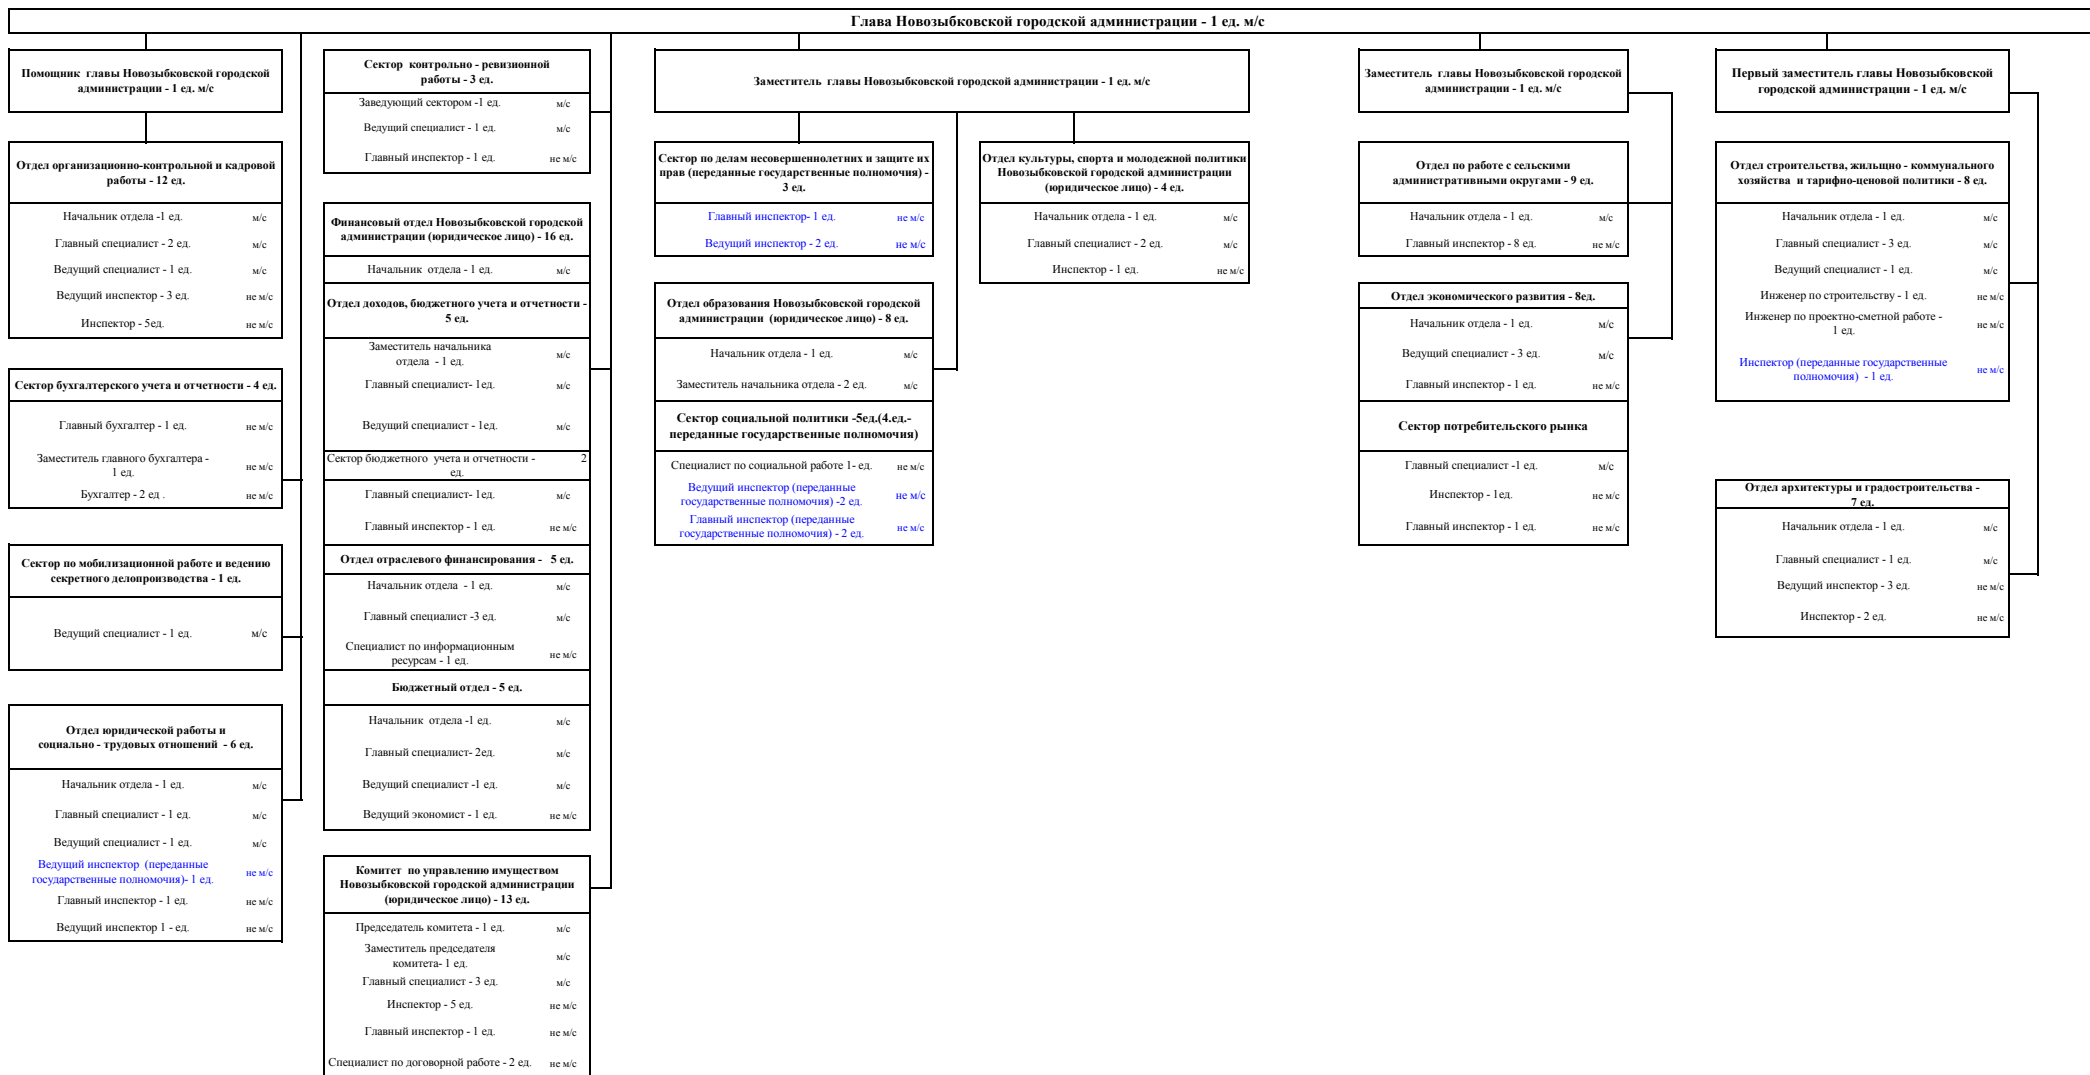 Глава Новозыбковской городской администрации - 1 ед. м/с
Помощник главы Новозыбковской городской
администрации - 1 ед. м/с
Отдел организационно-контрольной и кадровой
работы - 12 ед.
Начальник отдела -1 ед. м/с
Главный специалист - 2 ед. м/с
Ведущий специалист - 1 ед. м/с
Ведущий инспектор - 3 ед. не м/с
Инспектор - 5ед. не м/с
Сектор бухгалтерского учета и отчетности - 4 ед.
Главный бухгалтер - 1 ед. не м/с
Заместитель главного бухгалтера -
1 ед. не м/с
Бухгалтер - 2 ед . не м/с
Сектор по мобилизационной работе и ведению
секретного делопроизводства - 1 ед.
Ведущий специалист - 1 ед. м/с
Отдел юридической работы и
социально - трудовых отношений - 6 ед.
Начальник отдела - 1 ед. м/с
Главный специалист - 1 ед. м/с
Ведущий специалист - 1 ед. м/с
Ведущий инспектор (переданные
государственные полномочия)- 1 ед. не м/с
Главный инспектор - 1 ед. не м/с
Ведущий инспектор 1 - ед. не м/с
Сектор контрольно - ревизионной
работы - 3 ед.
Заведующий сектором -1 ед. м/с
Ведущий специалист - 1 ед. м/с
Главный инспектор - 1 ед. не м/с
Финансовый отдел Новозыбковской городской
администрации (юридическое лицо) - 16 ед.
Начальник отдела - 1 ед. м/с
Отдел доходов, бюджетного учета и отчетности -
5 ед.
Заместитель начальника
отдела - 1 ед. м/с
Главный специалист- 1ед. м/с
Ведущий специалист - 1ед. м/с
Сектор бюджетного учета и отчетности - 2
ед.
Главный специалист- 1ед. м/с
Главный инспектор - 1 ед. не м/с
Отдел отраслевого финансирования - 5 ед.
Начальник отдела - 1 ед. м/с
Главный специалист -3 ед. м/с
Специалист по информационным
ресурсам - 1 ед. не м/с
Бюджетный отдел - 5 ед.
Начальник отдела -1 ед. м/с
Главный специалист- 2ед. м/с
Ведущий специалист -1 ед. м/с
Ведущий экономист - 1 ед. не м/с
Комитет по управлению имуществом
Новозыбковской городской администрации
(юридическое лицо) - 13 ед.
Председатель комитета - 1 ед. м/с
Заместитель председателя
комитета- 1 ед. м/с
Главный специалист - 3 ед. м/с
Инспектор - 5 ед. не м/с
Главный инспектор - 1 ед. не м/с
Специалист по договорной работе - 2 ед. не м/с
Заместитель главы Новозыбковской городской администрации - 1 ед. м/с
Сектор по делам несовершеннолетних и защите их
прав (переданные государственные полномочия) -
3 ед.
Главный инспектор- 1 ед. не м/с
Ведущий инспектор - 2 ед. не м/с
Отдел образования Новозыбковской городской
администрации (юридическое лицо) - 8 ед.
Начальник отдела - 1 ед. м/с
Заместитель начальника отдела - 2 ед. м/с
Сектор социальной политики -5ед.(4.ед.-
переданные государственные полномочия)
Специалист по социальной работе 1- ед. не м/с
Ведущий инспектор (переданные
государственные полномочия) -2 ед. не м/с
Главный инспектор (переданные
государственные полномочия) - 2 ед. не м/с
Отдел культуры, спорта и молодежной политики
Новозыбковской городской администрации
(юридическое лицо) - 4 ед.
Начальник отдела - 1 ед. м/с
Главный специалист - 2 ед. м/с
Инспектор - 1 ед. не м/с
Заместитель главы Новозыбковской городской
администрации - 1 ед. м/с
Отдел по работе с сельскими
административными округами - 9 ед.
Начальник отдела - 1 ед. м/с
Главный инспектор - 8 ед. не м/с
Отдел экономического развития - 8ед.
Начальник отдела - 1 ед. м/с
Ведущий специалист - 3 ед. м/с
Главный инспектор - 1 ед. не м/с
Сектор потребительского рынка
Главный специалист -1 ед. м/с
Инспектор - 1ед. не м/с
Главный инспектор - 1 ед. не м/с
Первый заместитель главы Новозыбковской
городской администрации - 1 ед. м/с
Отдел строительства, жилищно - коммунального
хозяйства и тарифно-ценовой политики - 8 ед.
Начальник отдела - 1 ед. м/с
Главный специалист - 3 ед. м/с
Ведущий специалист - 1 ед. м/с
Инженер по строительству - 1 ед. не м/с
Инженер по проектно-сметной работе -
1 ед. не м/с
Инспектор (переданные государственные
полномочия) - 1 ед. не м/с
Отдел архитектуры и градостроительства -
7 ед.
Начальник отдела - 1 ед. м/с
Главный специалист - 1 ед. м/с
Ведущий инспектор - 3 ед. не м/с
Инспектор - 2 ед. не м/с